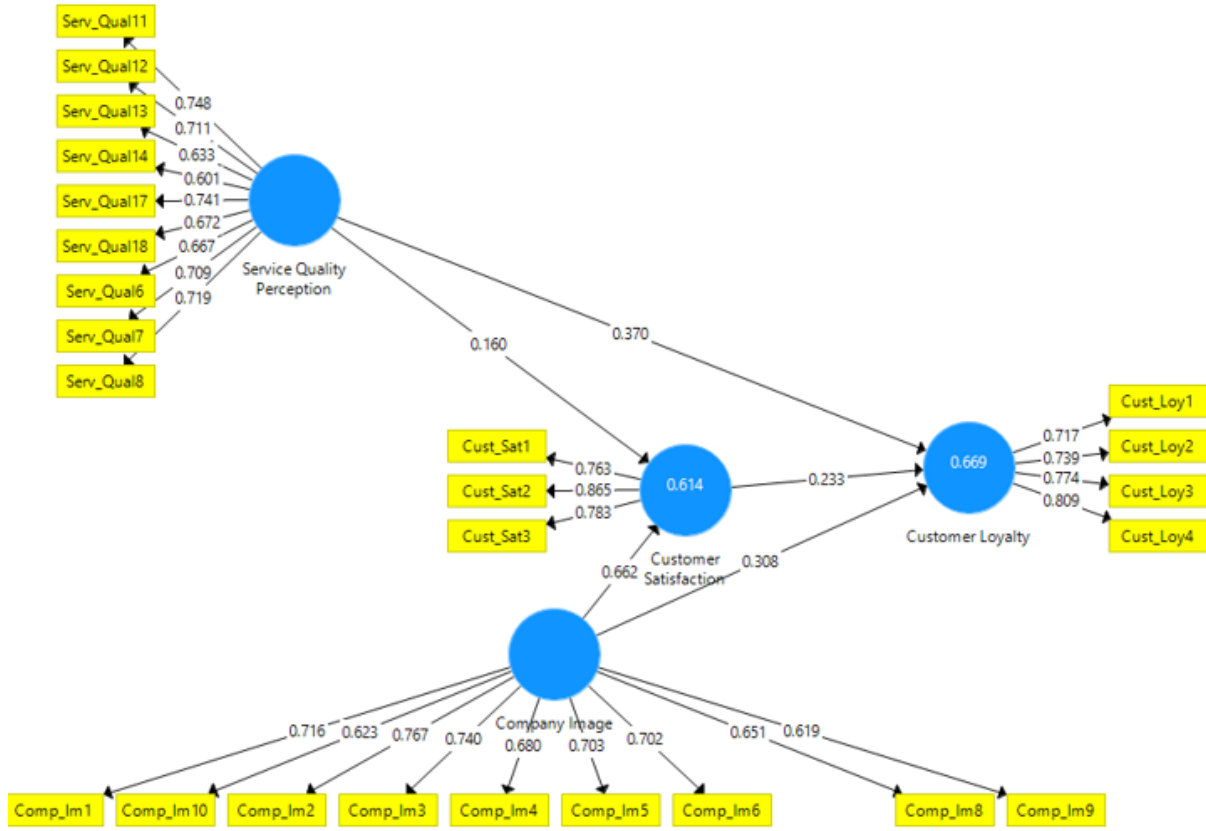 Serv_Qual11
Serv_Qual12
Serv_Qual13
Serv_Qual14
Serv_Qual17
Serv_Qual18
Serv_Qual6
Serv_Qual7
Serv_Qual8
0.748
0.711
0.633
0.601
0.741
0.672
0.667
0.709
0.719
Service Quality
Perception
0.160
0.370
Cust_Sat1
Cust_Sat2
Cust_Sat3
0.763
0.865
0.783
0.614
Customer
Satisfaction
0.233
0.669
Customer Loyalty
0.717
0.739
0.774
0.809
Cust_Loy1
Cust_Loy2
Cust_Loy3
Cust_Loy4
0.662
0.308
Company Image
0.716
0.623
0.767
0.740
0.680
0.703
0.702
0.651
0.619
Comp_Im1
Comp_Im10
Comp_Im2
Comp_Im3
Comp_Im4
Comp_Im5
Comp_Im6
Comp_Im8
Comp_Im9